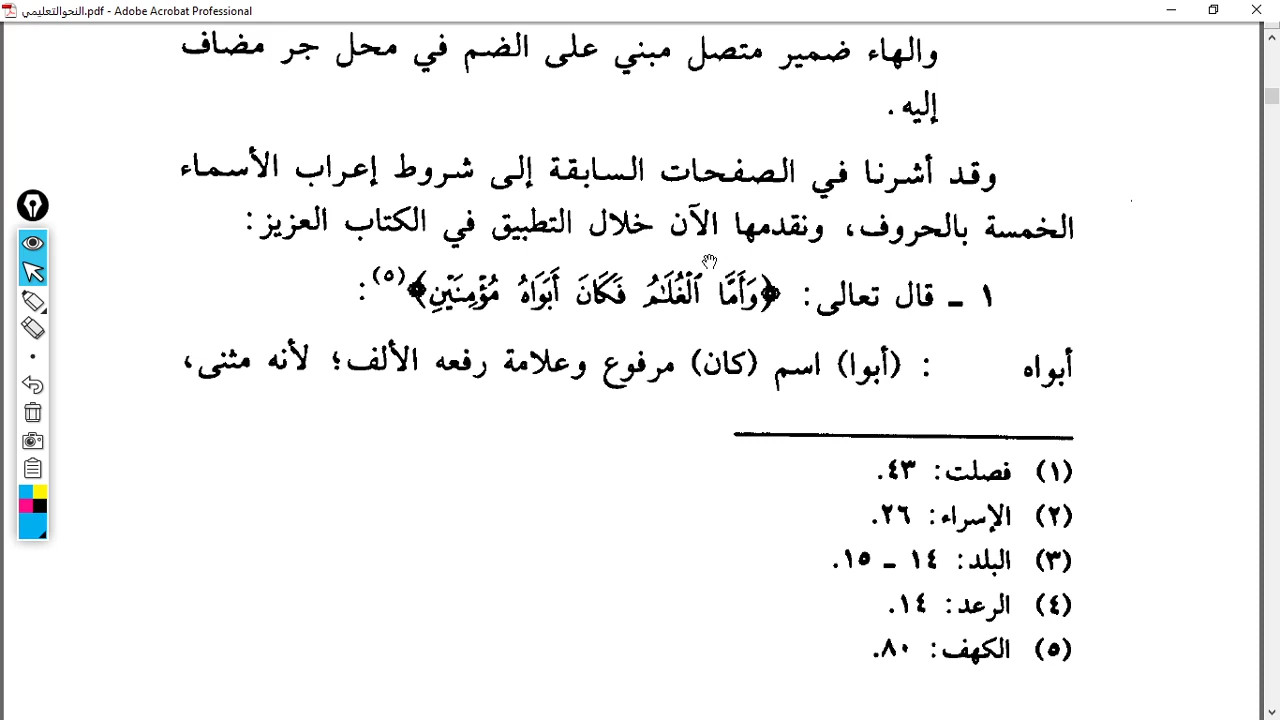 النحوالتعليمي.pdf - Adobe Acrobat Professional
والهاء ضمير متصل مبني على الضم في محل جر مضاف
إليه.
وقد أشرنا في الصفحات السابقة إلى شروط إعراب الأسماء
الخمسة بالحروف، ونقدمها الآن خلال التطبيق في الكتاب العزيز:
١ ـ قال تعالى: ﴿وَأَمَّا ٱلْغُلَٰمُ فَكَانَ أَبَوَاهُ مُؤْمِنَيْنِ﴾(٥):
أبواه : (أبوا) اسم (كان) مرفوع وعلامة رفعه الألف؛ لأنه مثنى،
(١) فصلت: ٤٣.
(٢) الإسراء: ٢٦.
(٣) البلد: ١٤ ـ ١٥.
(٤) الرعد: ١٤.
(٥) الكهف: ٨٠.